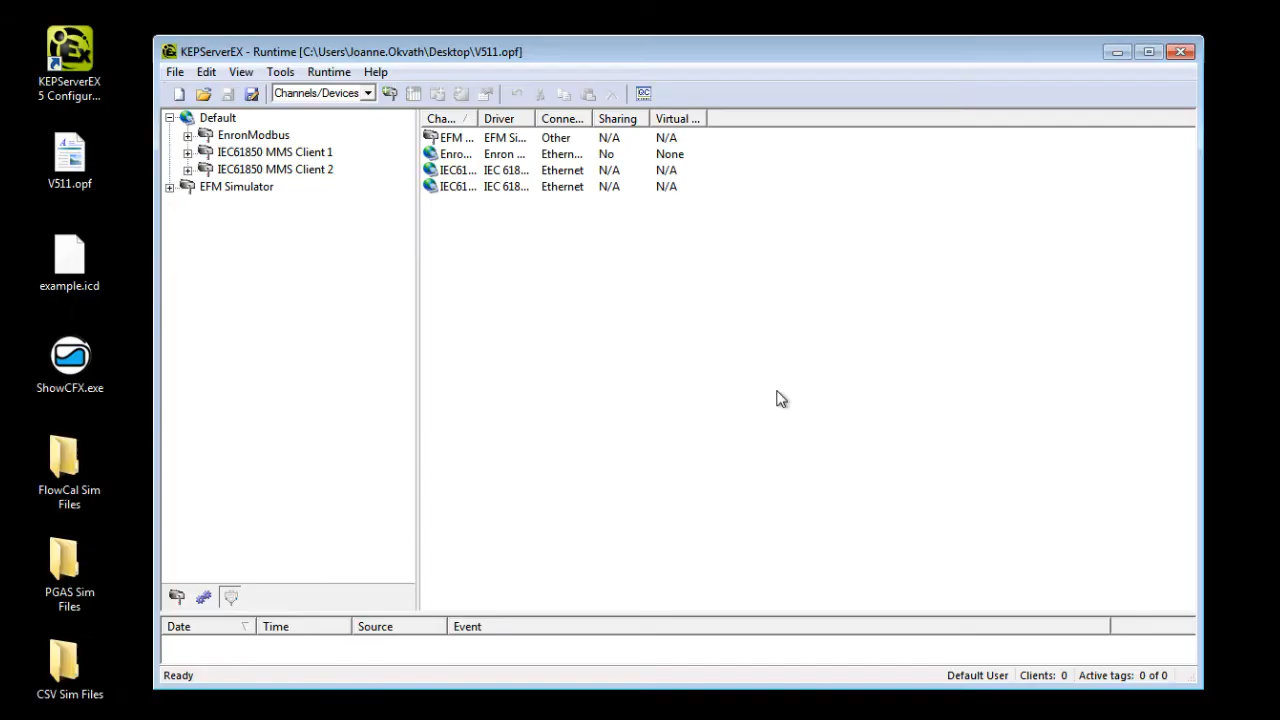 KEPServerEX
5 Configur...
V511.opf
example.icd
ShowCFX.exe
FlowCal Sim
Files
PGAS Sim
Files
CSV Sim Files
KEPServerEX - Runtime [C:\Users\Joanne.Okvath\Desktop\V511.opf]
File Edit View Tools Runtime Help
Channels/Devices
QC
Default
EnronModbus
IEC61850 MMS Client 1
IEC61850 MMS Client 2
EFM Simulator
Cha... Driver Conne... Sharing Virtual ...
EFM ... EFM Si... Other N/A N/A
Enro... Enron ... Ethern... No None
IEC61... IEC 618... Ethernet N/A N/A
IEC61... IEC 618... Ethernet N/A N/A
Date Time Source Event
Ready Default User Clients: 0 Active tags: 0 of 0